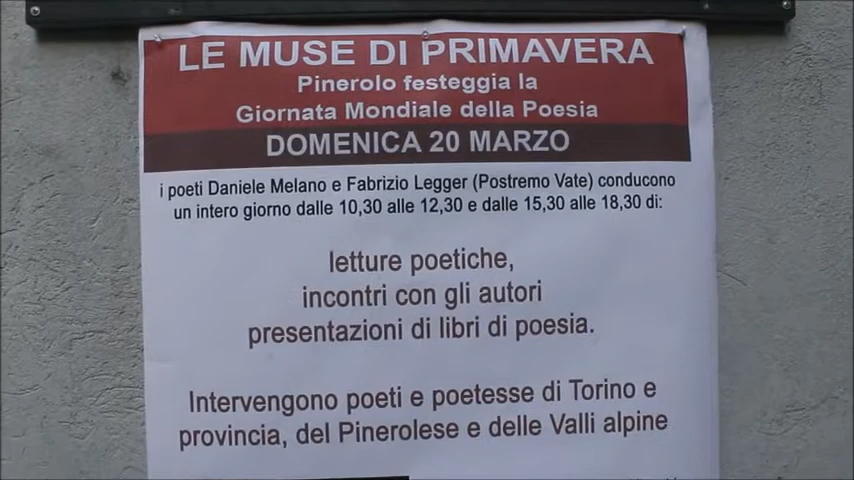 LE MUSE DI PRIMAVERA
Pinerolo festeggia la
Giornata Mondiale della Poesia
DOMENICA 20 MARZO
i poeti Daniele Melano e Fabrizio Legger (Postremo Vate) conducono
un intero giorno dalle 10,30 alle 12,30 e dalle 15,30 alle 18,30 di:
letture poetiche,
incontri con gli autori
presentazioni di libri di poesia.
Intervengono poeti e poetesse di Torino e
provincia, del Pinerolese e delle Valli alpine